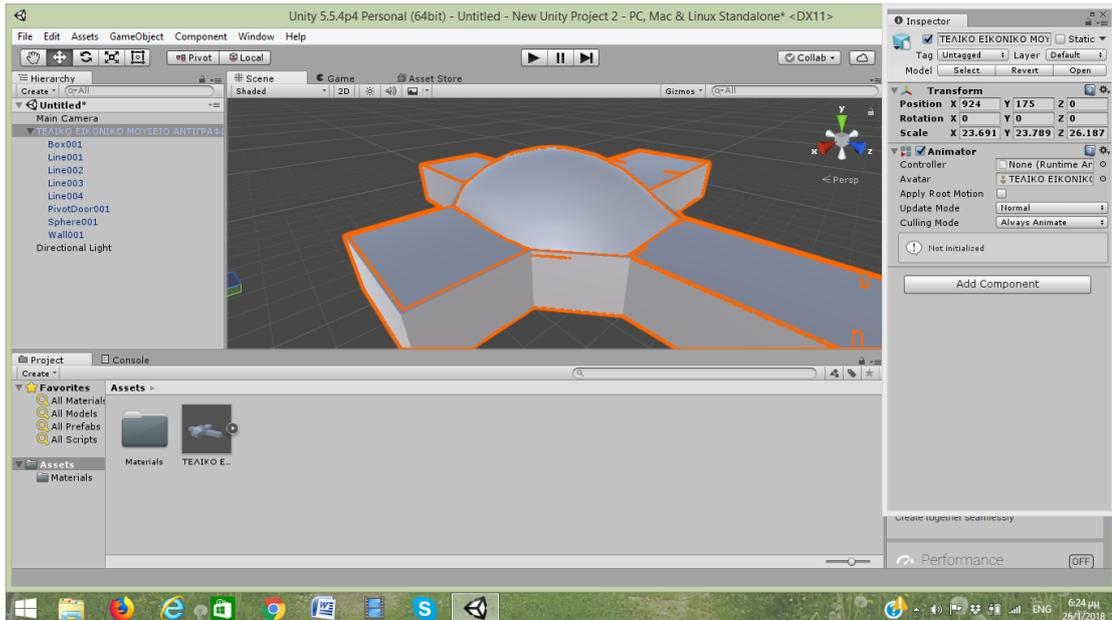 Unity 5.5.4p4 Personal (64bit) - Untitled - New Unity Project 2 - PC, Mac & Linux Standalone* <DX11>
File Edit Assets GameObject Component Window Help
Pivot Local Collab
Hierarchy
Create All
Untitled*
Main Camera
ΤΕΛΙΚΟ ΕΙΚΟΝΙΚΟ ΜΟΥΣΕΙΟ ΑΝΤΙΓΡΑΦ
Box001
Line001
Line002
Line003
Line004
PivotDoor001
Sphere001
Wall001
Directional Light
Scene Game Asset Store
Shaded 2D Gizmos All
y
x z
Persp
Inspector
ΤΕΛΙΚΟ ΕΙΚΟΝΙΚΟ ΜΟΥ Static
Tag Untagged Layer Default
Model Select Revert Open
Transform
Position X 924 Y 175 Z 0
Rotation X 0 Y 0 Z 0
Scale X 23.691 Y 23.789 Z 26.187
Animator
Controller None (Runtime An
Avatar ΤΕΛΙΚΟ ΕΙΚΟΝΙΚ
Apply Root Motion
Update Mode Normal
Culling Mode Always Animate
Not initialized
Add Component
Project Console
Create
Favorites
All Materials
All Models
All Prefabs
All Scripts
Assets
Materials
Assets
Materials ΤΕΛΙΚΟ Ε...
Create together seamlessly
Performance OFF
ENG 6:24 μμ
26/1/2018